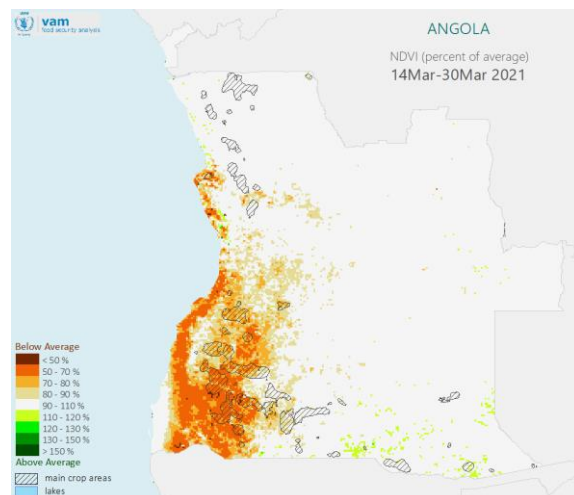 vam
food security analysis
ANGOLA
NDVI (percent of average)
14Mar-30Mar 2021
Below Average
< 50 %
50 - 70 %
70 - 80 %
80 - 90 %
90 - 110 %
110 - 120 %
120 - 130 %
130 - 150 %
> 150 %
Above Average
main crop areas
lakes